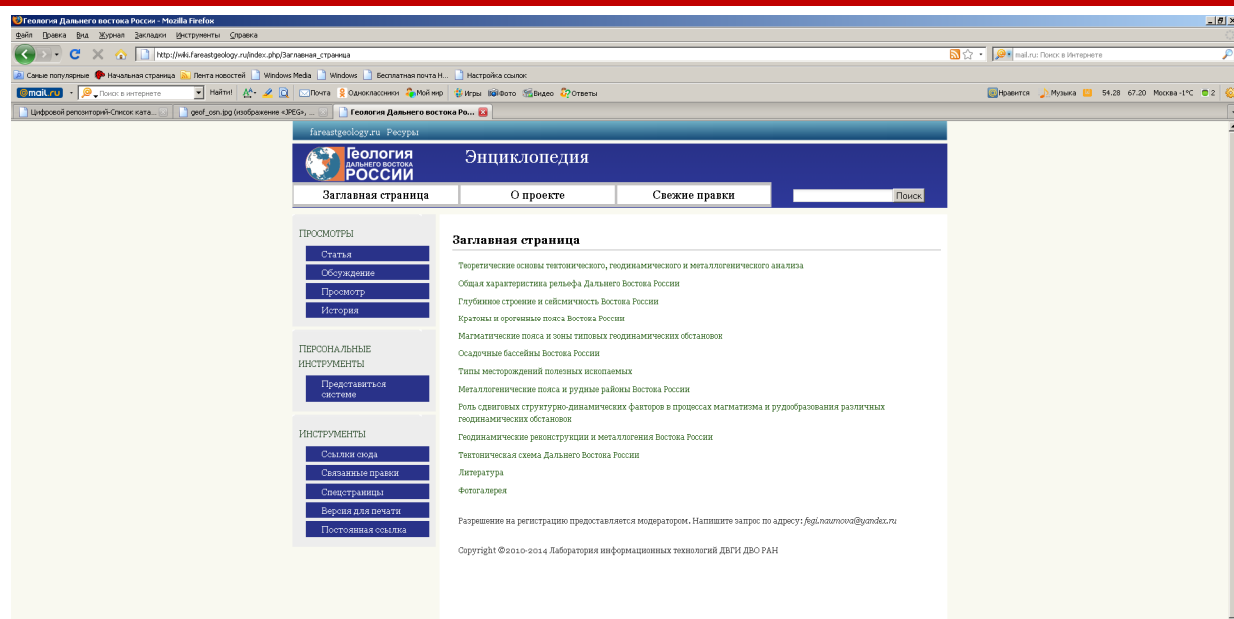 Геология Дальнего востока России - Mozilla Firefox
Файл Правка Вид Журнал Закладки Инструменты Справка
http://wiki.fareastgeology.ru/index.php/Заглавная_страница
mail.ru: Поиск в Интернете
Самые популярные Начальная страница Лента новостей Windows Media Windows Бесплатная почта H... Настройка ссылок
@mail.ru Поиск в интернете Найти! Почта Одноклассники Мой мир Игры Фото Видео Ответы Нравится Музыка 54.28 67.20 Москва -1°C 2
Цифровой репозиторий-Список ката... geof_osn.jpg (изображение «JPEG», ... Геология Дальнего востока Ро...
fareastgeology.ru Ресуры
Геология
дальнего востока
России
Энциклопедия
Заглавная страница О проекте Свежие правки Поиск
Просмотры
Статья
Обсуждение
Просмотр
История
Персональные
инструменты
Представиться
системе
Инструменты
Ссылки сюда
Связанные правки
Спецстраницы
Версия для печати
Постоянная ссылка
Заглавная страница
Теоретические основы тектонического, геодинамического и металлогенического анализа
Общая характеристика рельефа Дальнего Востока России
Глубинное строение и сейсмичность Востока России
Кратоны и орогенные пояса Востока России
Магматические пояса и зоны типовых геодинамических обстановок
Осадочные бассейны Востока России
Типы месторождений полезных ископаемых
Металлогенические пояса и рудные районы Востока России
Роль сдвиговых структурно-динамических факторов в процессах магматизма и рудообразования различных
геодинамических обстановок
Геодинамические реконструкции и металлогения Востока России
Тектоническая схема Дальнего Востока России
Литература
Фотогалерея
Разрешение на регистрацию предоставляется модератором. Напишите запрос по адресу: fegi.naumova@yandex.ru
Copyright ©2010-2014 Лаборатория информационных технологий ДВГИ ДВО РАН